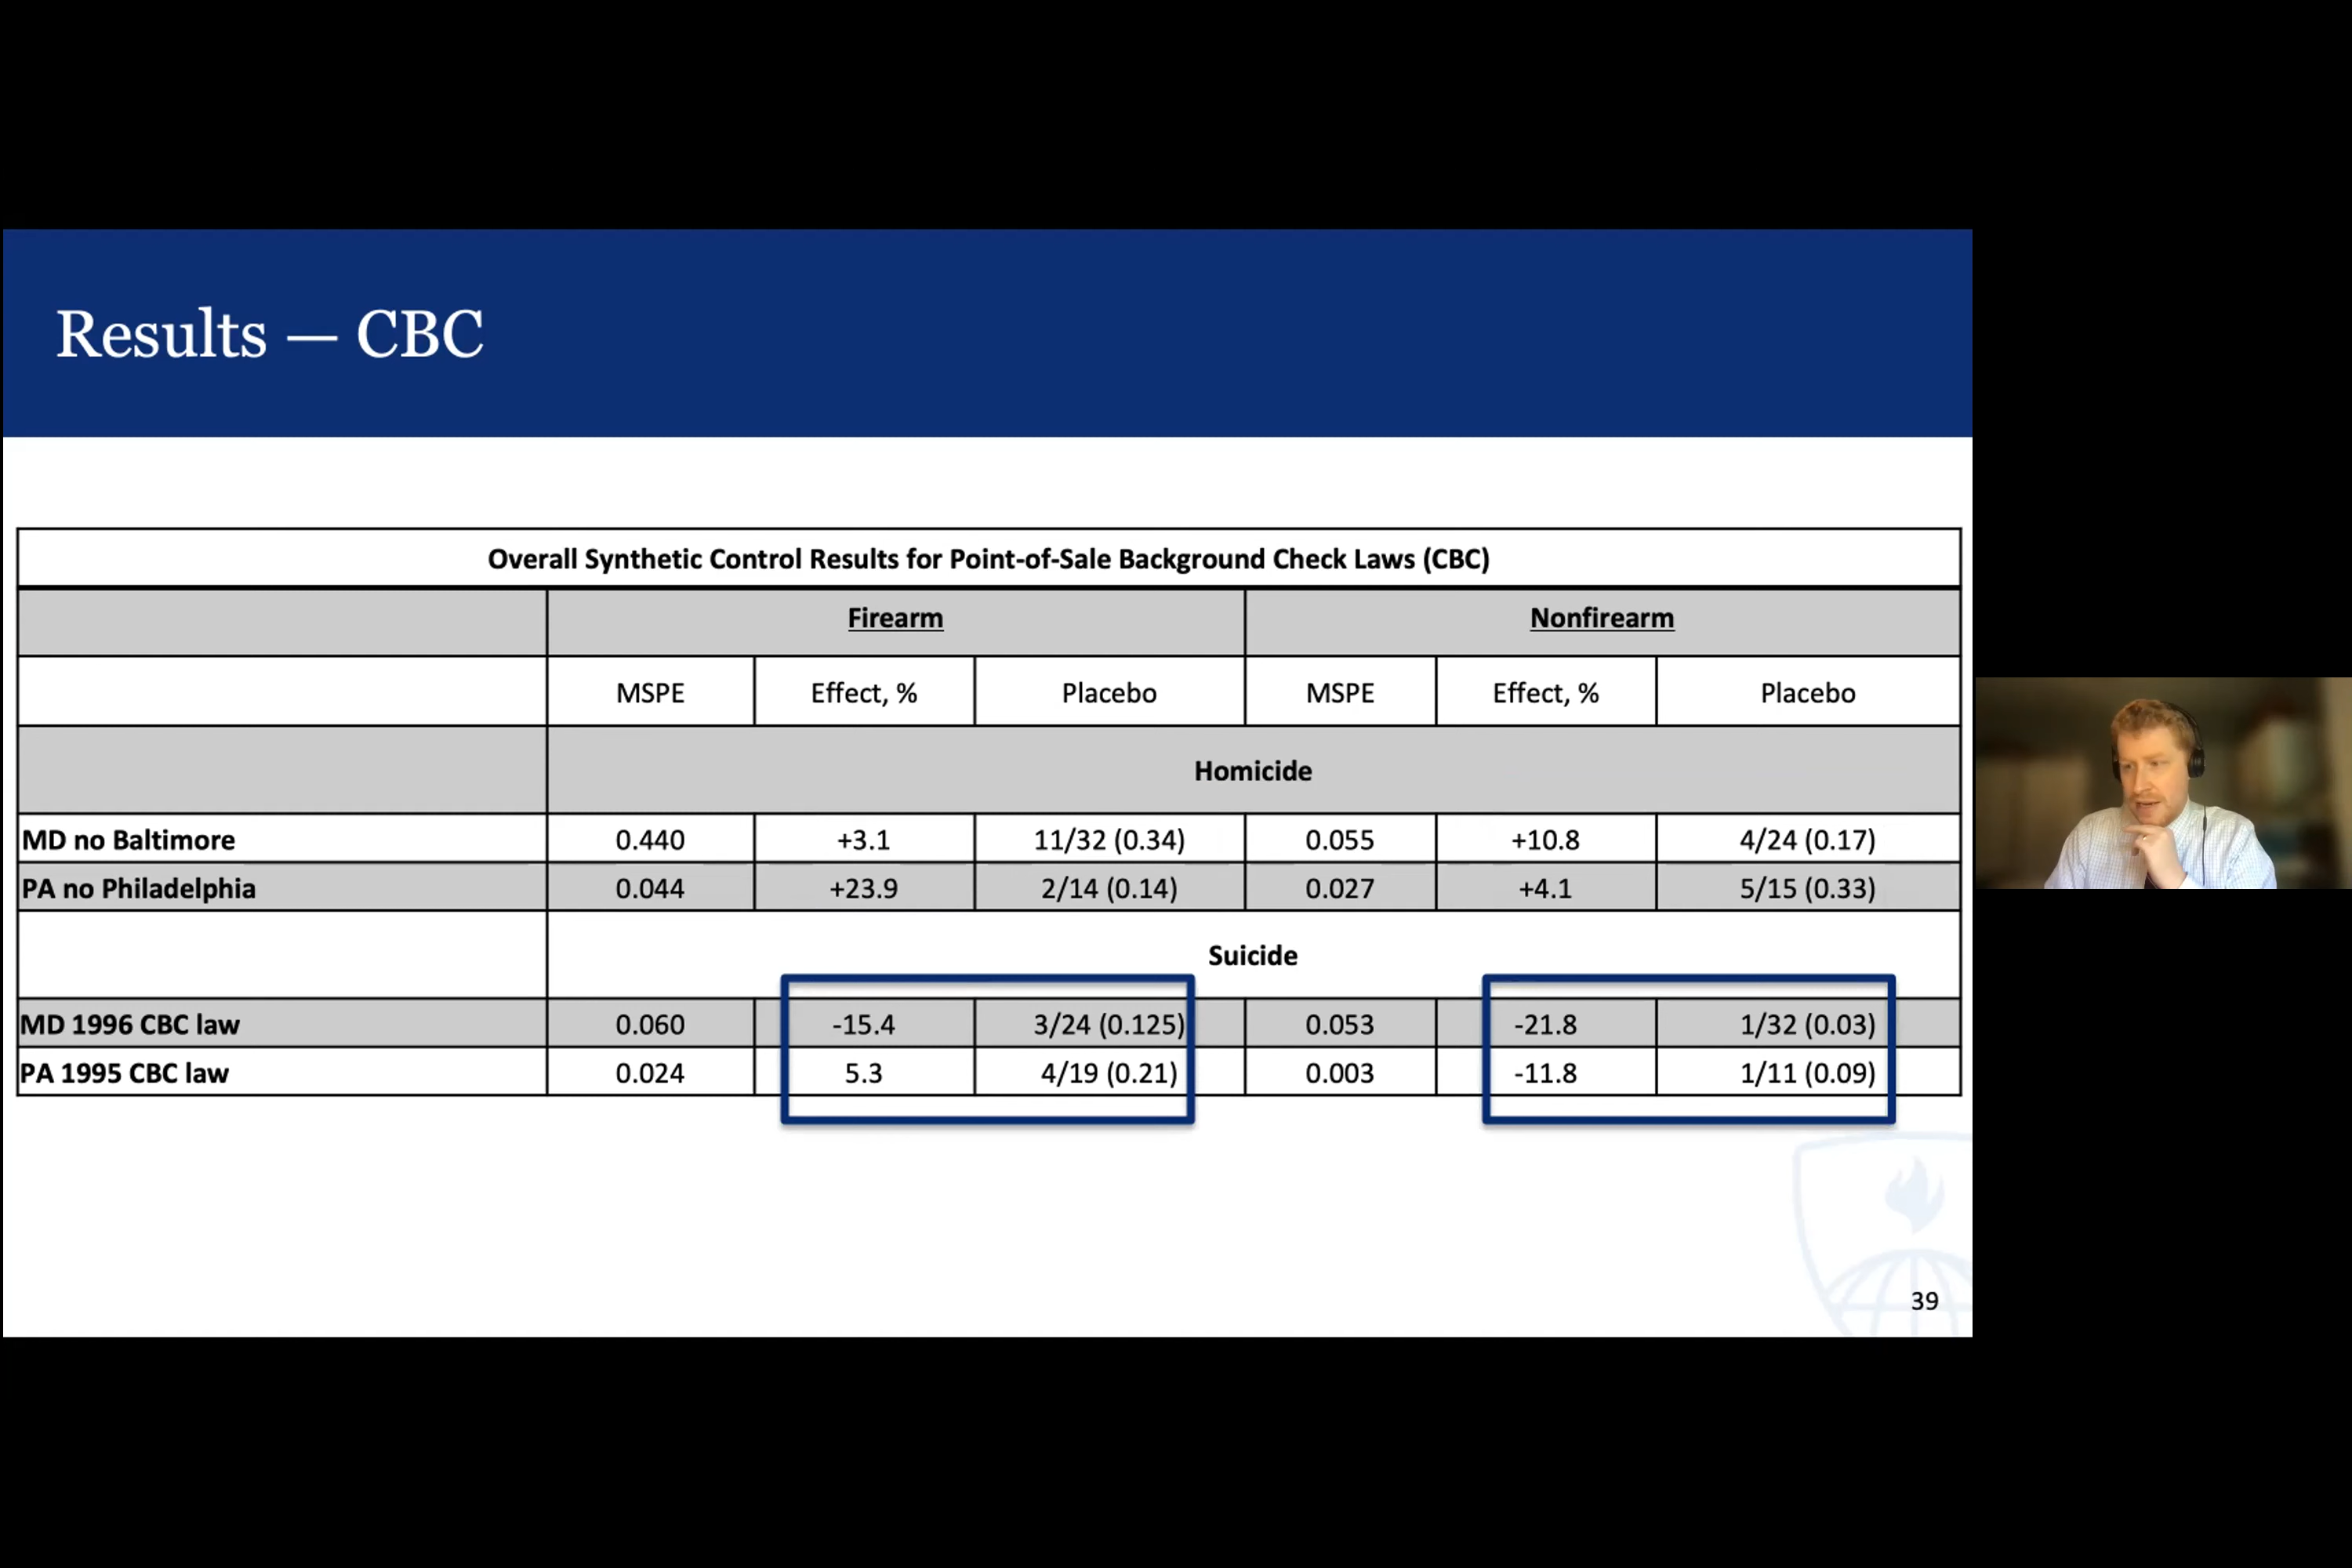 Results — CBC
Overall Synthetic Control Results for Point-of-Sale Background Check Laws (CBC)
Firearm Nonfirearm
MSPE Effect, % Placebo MSPE Effect, % Placebo
Homicide
MD no Baltimore 0.440 +3.1 11/32 (0.34) 0.055 +10.8 4/24 (0.17)
PA no Philadelphia 0.044 +23.9 2/14 (0.14) 0.027 +4.1 5/15 (0.33)
Suicide
MD 1996 CBC law 0.060 -15.4 3/24 (0.125) 0.053 -21.8 1/32 (0.03)
PA 1995 CBC law 0.024 5.3 4/19 (0.21) 0.003 -11.8 1/11 (0.09)
39